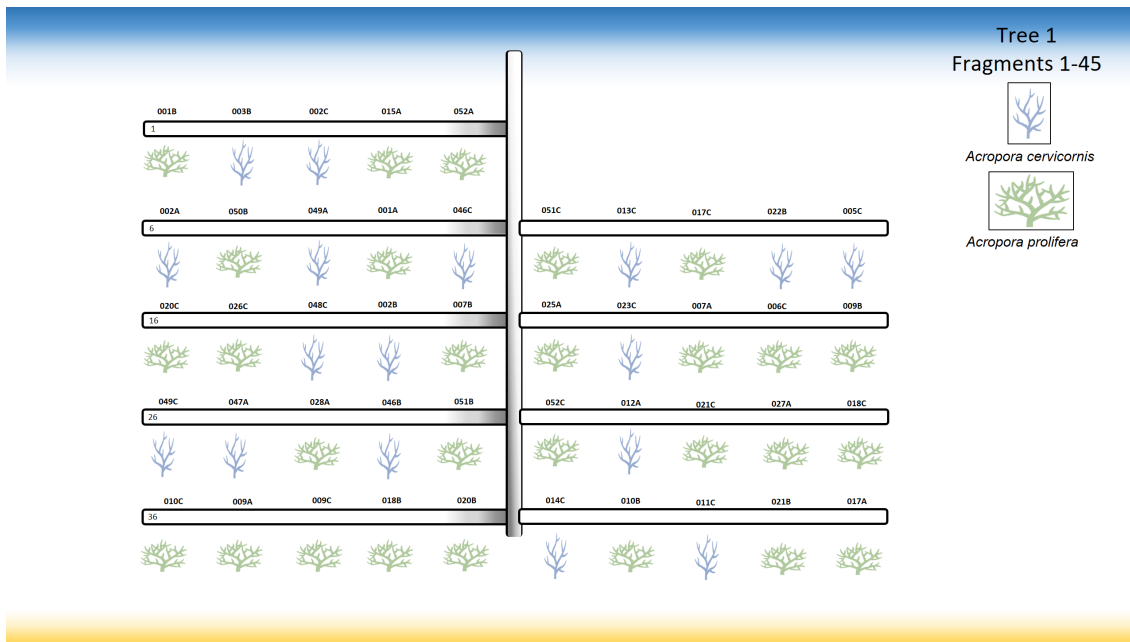 Tree 1
Fragments 1-45
Acropora cervicornis
Acropora prolifera
001B 003B 002C 015A 052A
1
002A 050B 049A 001A 046C 051C 013C 017C 022B 005C
6
020C 026C 048C 002B 007B 025A 023C 007A 006C 009B
16
049C 047A 028A 046B 051B 052C 012A 021C 027A 018C
26
010C 009A 009C 018B 020B 014C 010B 011C 021B 017A
36